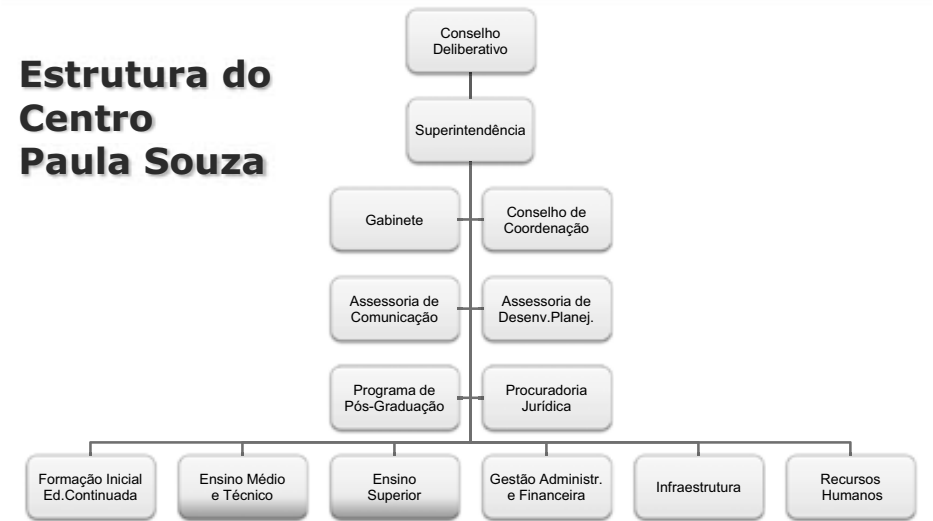 Estrutura do
Centro
Paula Souza
Conselho
Deliberativo
Superintendência
Gabinete
Conselho de
Coordenação
Assessoria de
Comunicação
Assessoria de
Desenv.Planej.
Programa de
Pós-Graduação
Procuradoria
Jurídica
Formação Inicial
Ed.Continuada
Ensino Médio
e Técnico
Ensino
Superior
Gestão Administr.
e Financeira
Infraestrutura
Recursos
Humanos